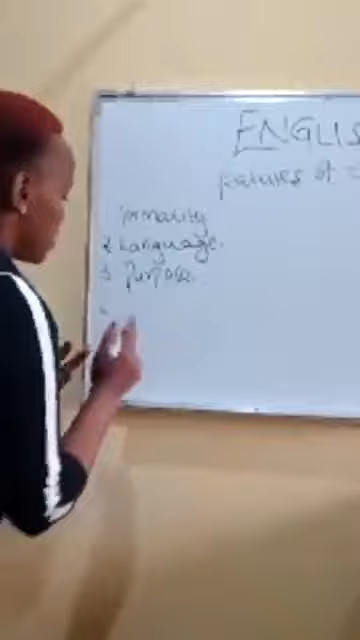 ENGLIS
features of
Formality
2 Language.
3 Purpose.